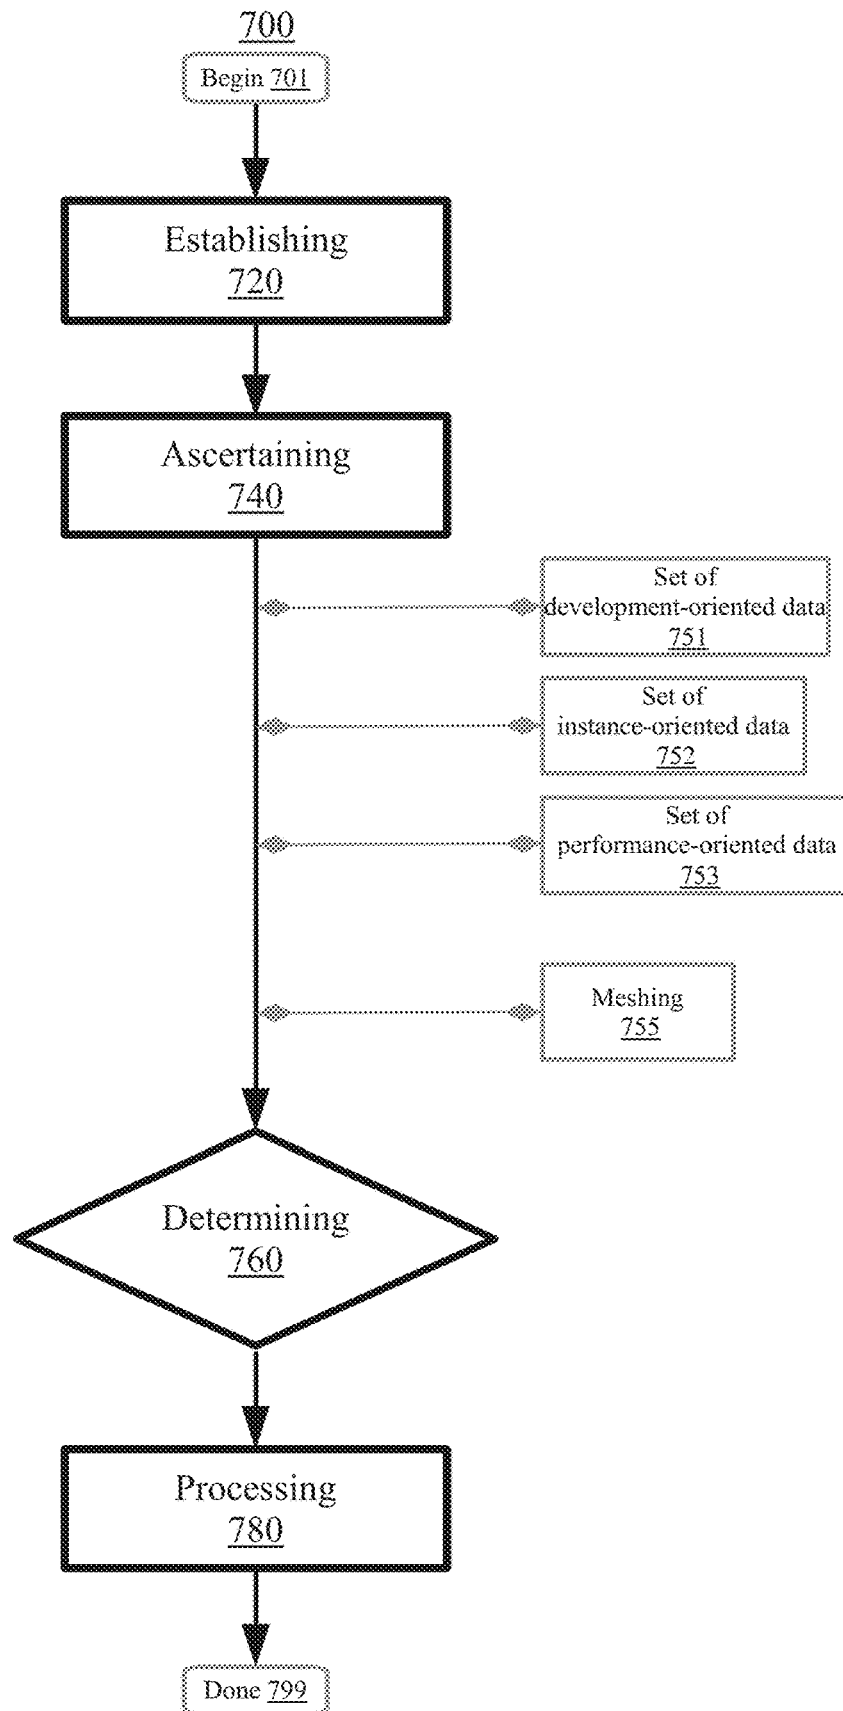 700
Begin 701
Establishing
720
Ascertaining
740
Set of
development-oriented data
751
Set of
instance-oriented data
752
Set of
performance-oriented data
753
Meshing
755
Determining
760
Processing
780
Done 799